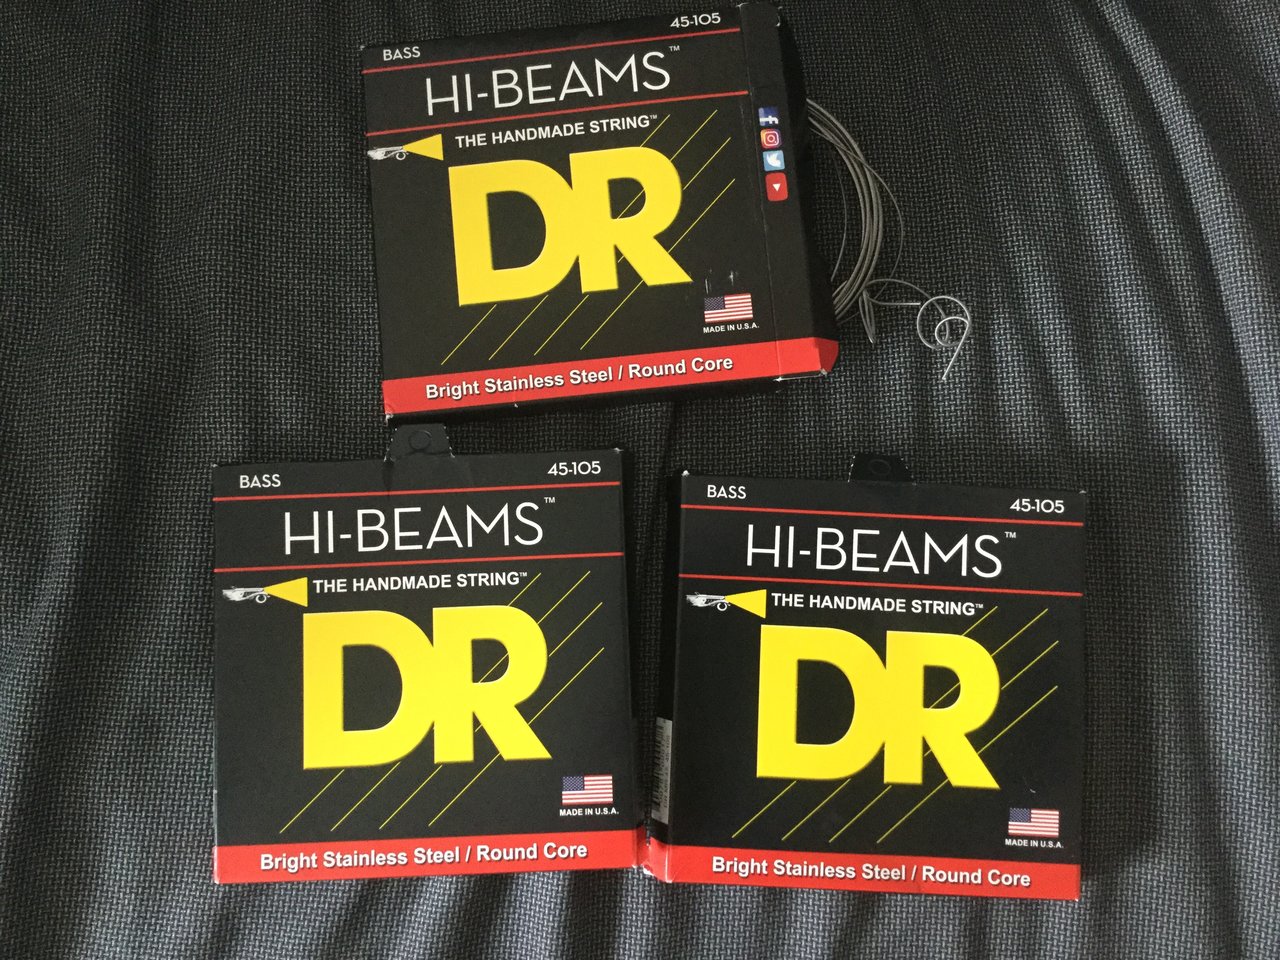 BASS 45-105
HI-BEAMS™
THE HANDMADE STRING™
DR
MADE IN U.S.A.
Bright Stainless Steel / Round Core
BASS 45-105
HI-BEAMS™
THE HANDMADE STRING™
DR
MADE IN U.S.A.
Bright Stainless Steel / Round Core
BASS 45-105
HI-BEAMS™
THE HANDMADE STRING™
DR
MADE IN U.S.A.
Bright Stainless Steel / Round Core